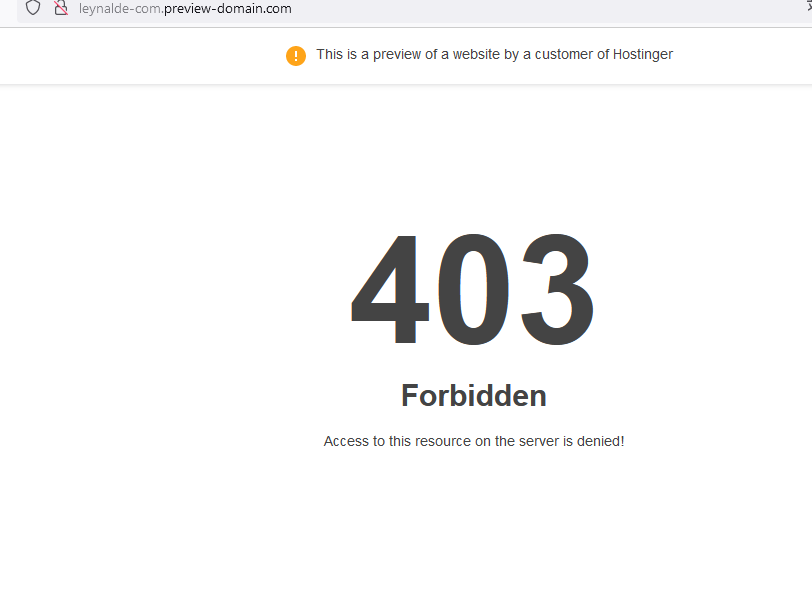 leynalde-com.preview-domain.com
! This is a preview of a website by a customer of Hostinger
403
Forbidden
Access to this resource on the server is denied!